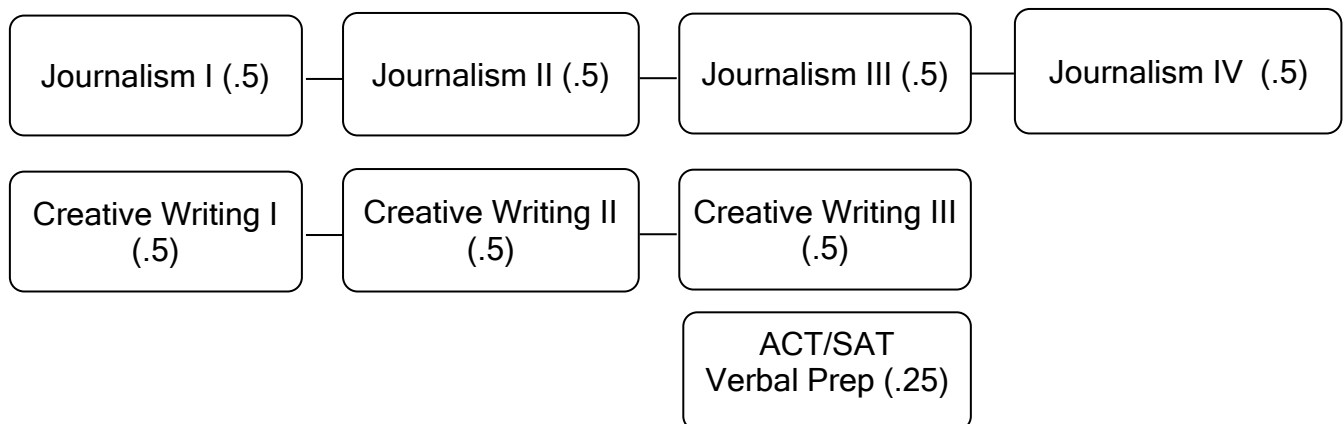 Journalism I (.5)
Journalism II (.5)
Journalism III (.5)
Journalism IV  (.5)
Creative Writing I
(.5)
Creative Writing II
(.5)
Creative Writing III
(.5)
ACT/SAT
Verbal Prep (.25)